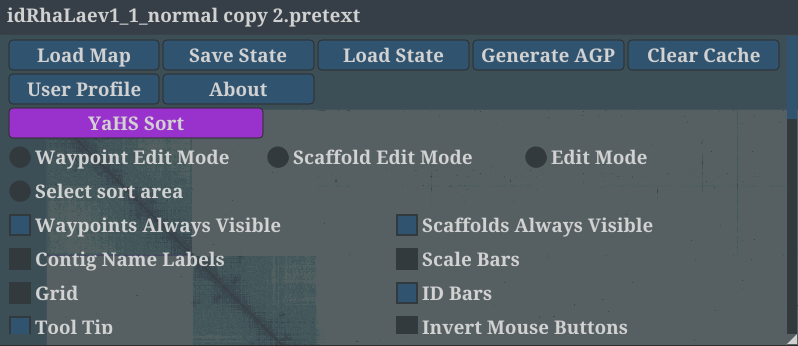 idRhaLaev1_1_normal copy 2.pretext
Load Map Save State Load State Generate AGP Clear Cache
User Profile About
YaHS Sort
Waypoint Edit Mode Scaffold Edit Mode Edit Mode
Select sort area
Waypoints Always Visible Scaffolds Always Visible
Contig Name Labels Scale Bars
Grid ID Bars
Tool Tip Invert Mouse Buttons